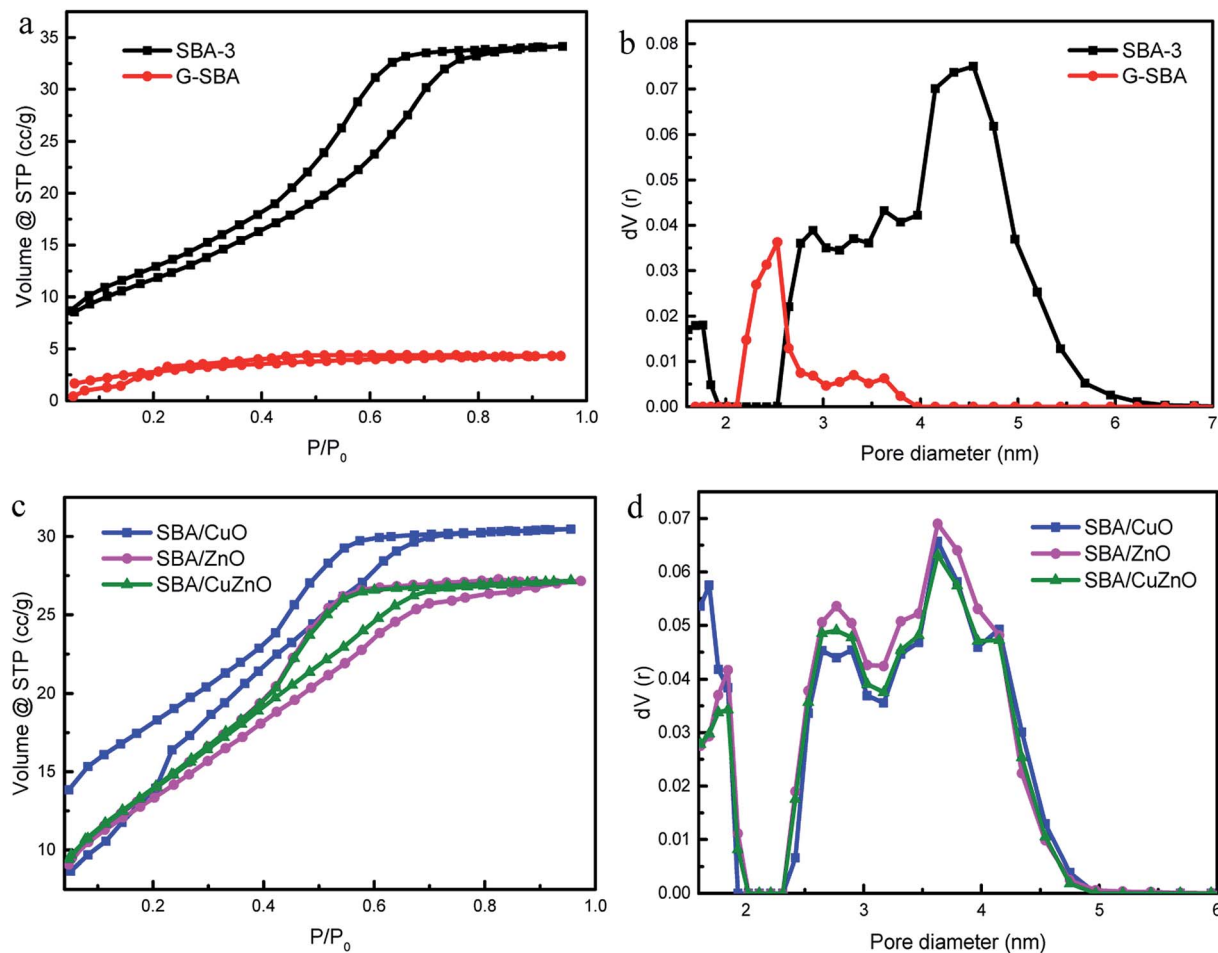 a
35
30
25
20
15
10
5
0
Volume @ STP (cc/g)
SBA-3
G-SBA
0.2
0.4
0.6
0.8
1.0
P/P₀
b
0.08
0.07
0.06
0.05
0.04
0.03
0.02
0.01
0.00
dV (r)
SBA-3
G-SBA
2
3
4
5
6
7
Pore diameter (nm)
c
30
25
20
15
10
Volume @ STP (cc/g)
SBA/CuO
SBA/ZnO
SBA/CuZnO
0.2
0.4
0.6
0.8
1.0
P/P₀
d
0.07
0.06
0.05
0.04
0.03
0.02
0.01
0.00
dV (r)
SBA/CuO
SBA/ZnO
SBA/CuZnO
2
3
4
5
6
Pore diameter (nm)